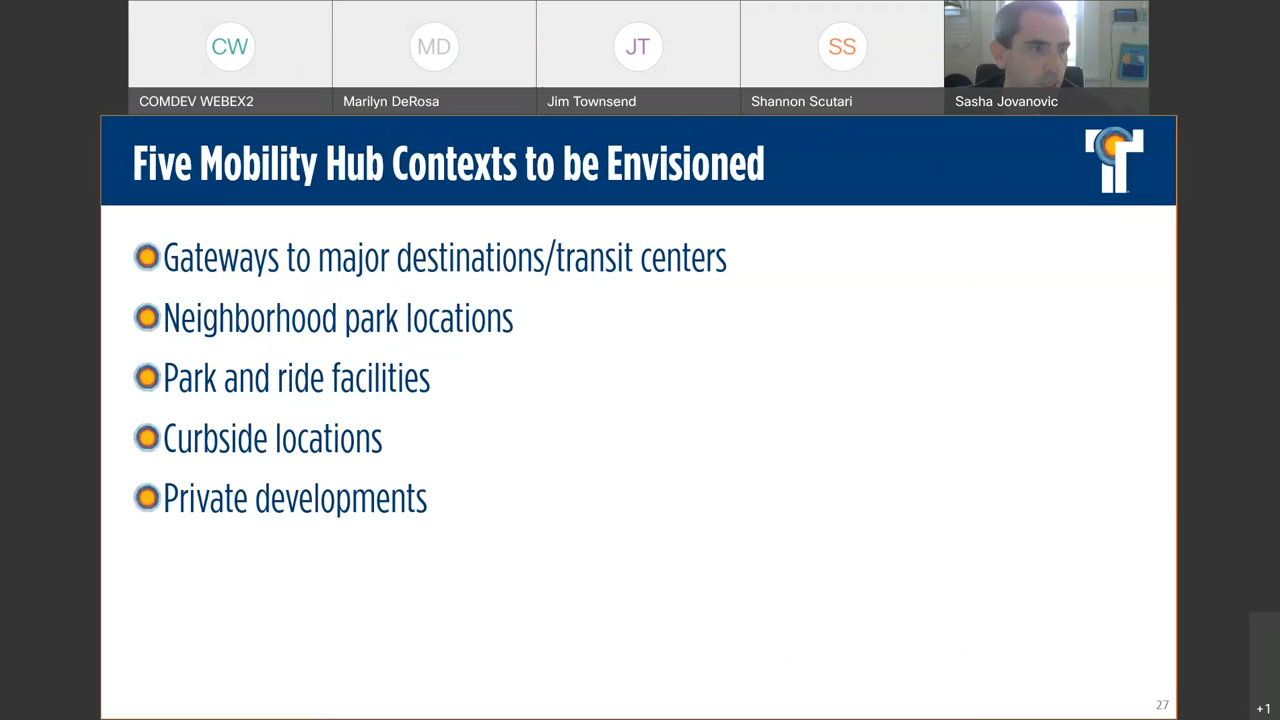 CW
MD
JT
SS
COMDEV WEBEX2
Marilyn DeRosa
Jim Townsend
Shannon Scutari
Sasha Jovanovic
Five Mobility Hub Contexts to be Envisioned
T
Gateways to major destinations/transit centers
Neighborhood park locations
Park and ride facilities
Curbside locations
Private developments
27
+1